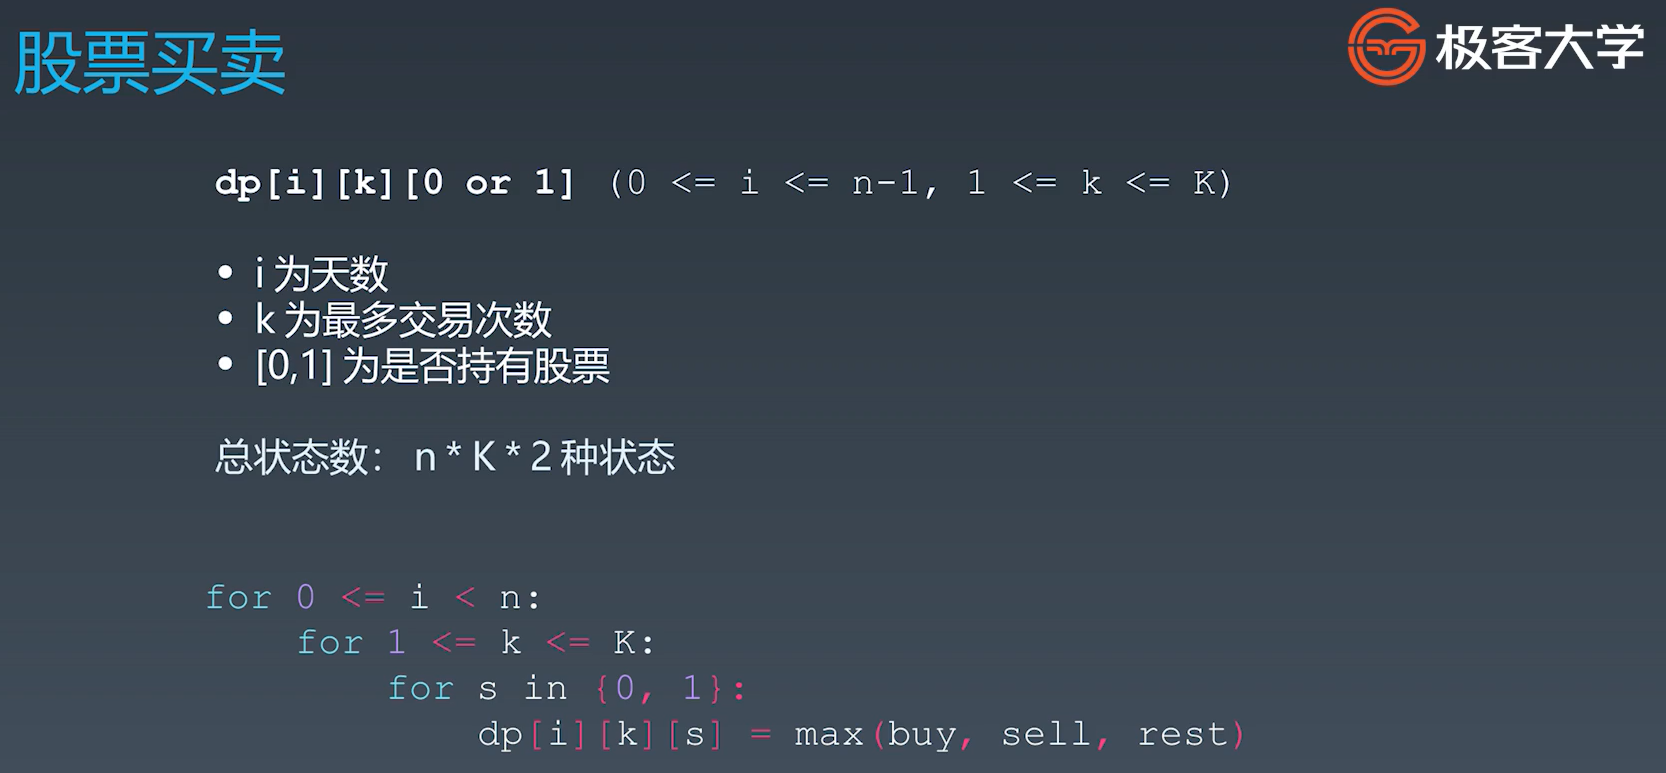 股票买卖
极客大学
dp[i][k][0 or 1] (0 <= i <= n-1, 1 <= k <= K)
• i 为天数
• k 为最多交易次数
• [0,1] 为是否持有股票
总状态数： n * K * 2 种状态
for 0 <= i < n:
    for 1 <= k <= K:
        for s in {0, 1}:
            dp[i][k][s] = max(buy, sell, rest)